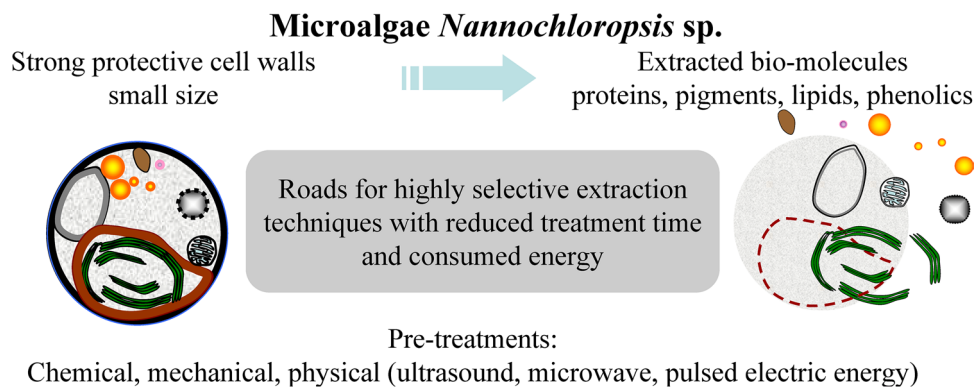 Microalgae Nannochloropsis sp.
Strong protective cell walls
small size
Extracted bio-molecules
proteins, pigments, lipids, phenolics
Roads for highly selective extraction
techniques with reduced treatment time
and consumed energy
Pre-treatments:
Chemical, mechanical, physical (ultrasound, microwave, pulsed electric energy)